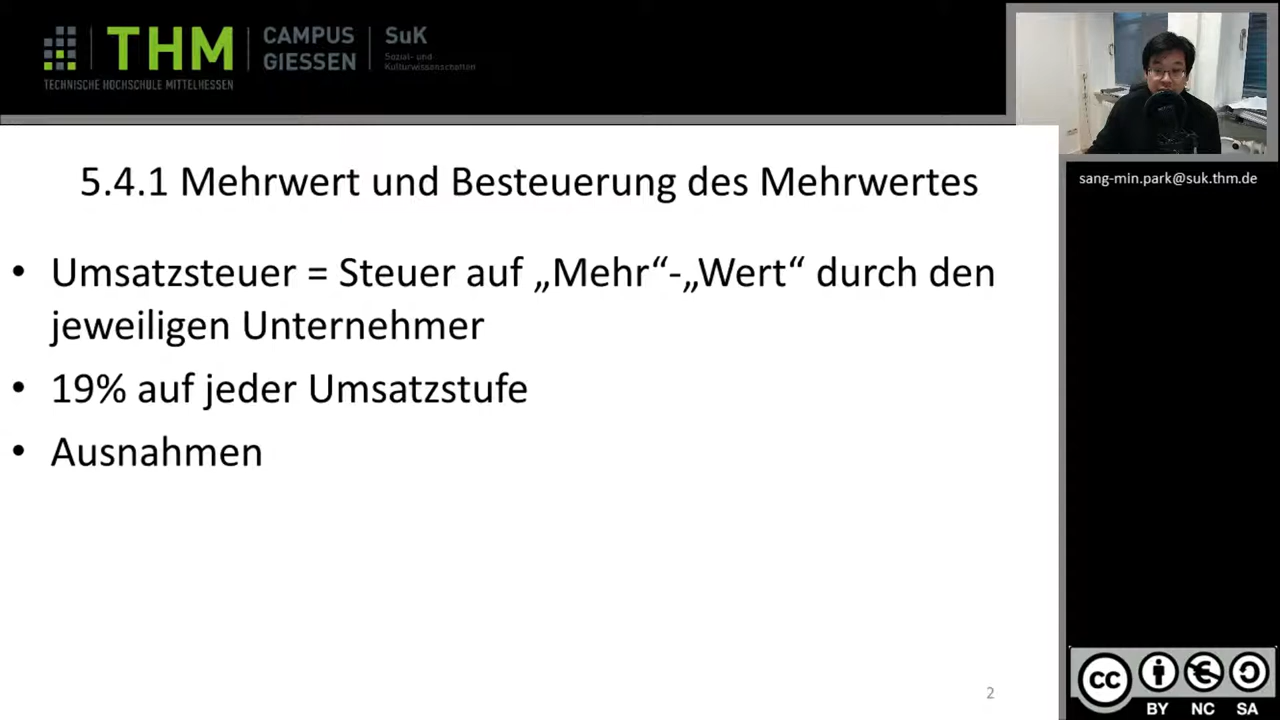 THM
CAMPUS
GIESSEN
SuK
Sozial- und
Kulturwissenschaften
TECHNISCHE HOCHSCHULE MITTELHESSEN
sang-min.park@suk.thm.de
5.4.1 Mehrwert und Besteuerung des Mehrwertes
• Umsatzsteuer = Steuer auf „Mehr“-„Wert“ durch den
jeweiligen Unternehmer
• 19% auf jeder Umsatzstufe
• Ausnahmen
2
CC
BY NC SA